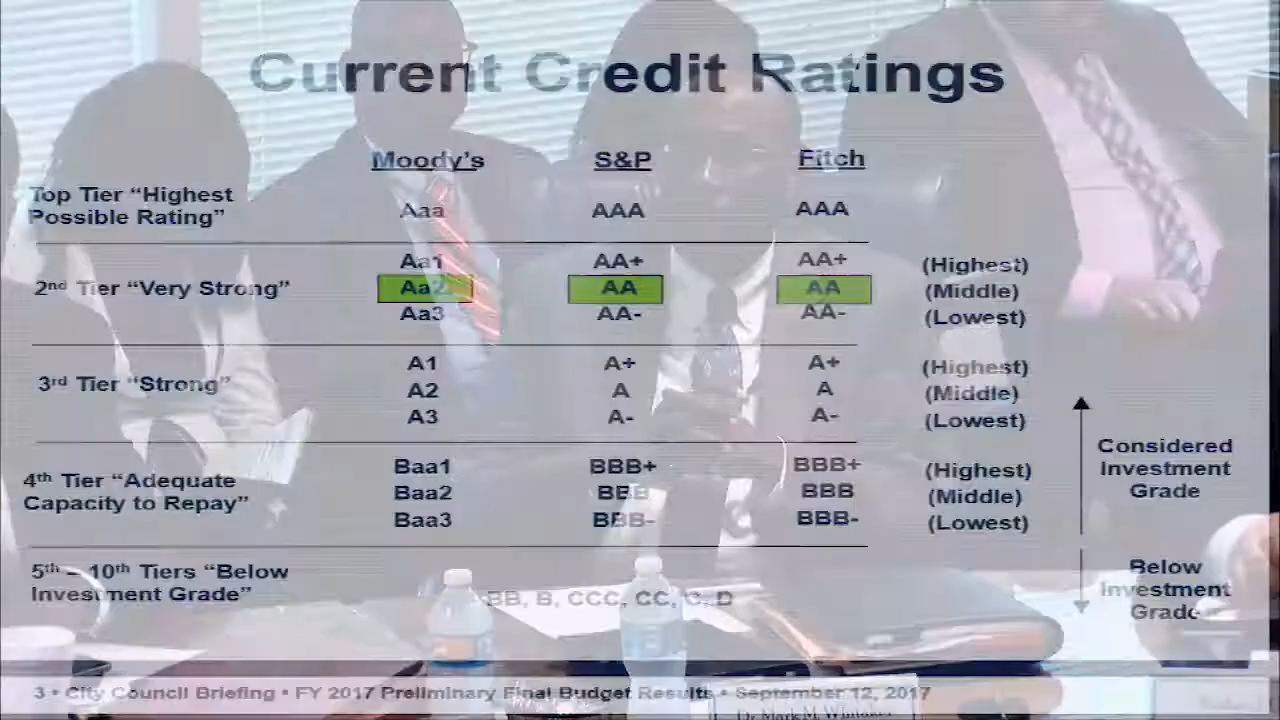 Current Credit Ratings
Moody's S&P Fitch
Top Tier “Highest
Possible Rating” Aaa AAA AAA
Aa1 AA+ AA+ (Highest)
2nd Tier “Very Strong” Aa2 AA AA (Middle)
Aa3 AA- AA- (Lowest)
A1 A+ A+ (Highest)
3rd Tier “Strong” A2 A A (Middle)
A3 A- A- (Lowest)
Considered
Investment
Grade
4th Tier “Adequate
Capacity to Repay”
Baa1 BBB+ BBB+ (Highest)
Baa2 BBB BBB (Middle)
Baa3 BBB- BBB- (Lowest)
5th – 10th Tiers “Below
Investment Grade” BB, B, CCC, CC, C, D
Below
Investment
Grade
3 • City Council Briefing • FY 2017 Preliminary Final Budget Results • September 12, 2017
Dr Mark M. Whitaker